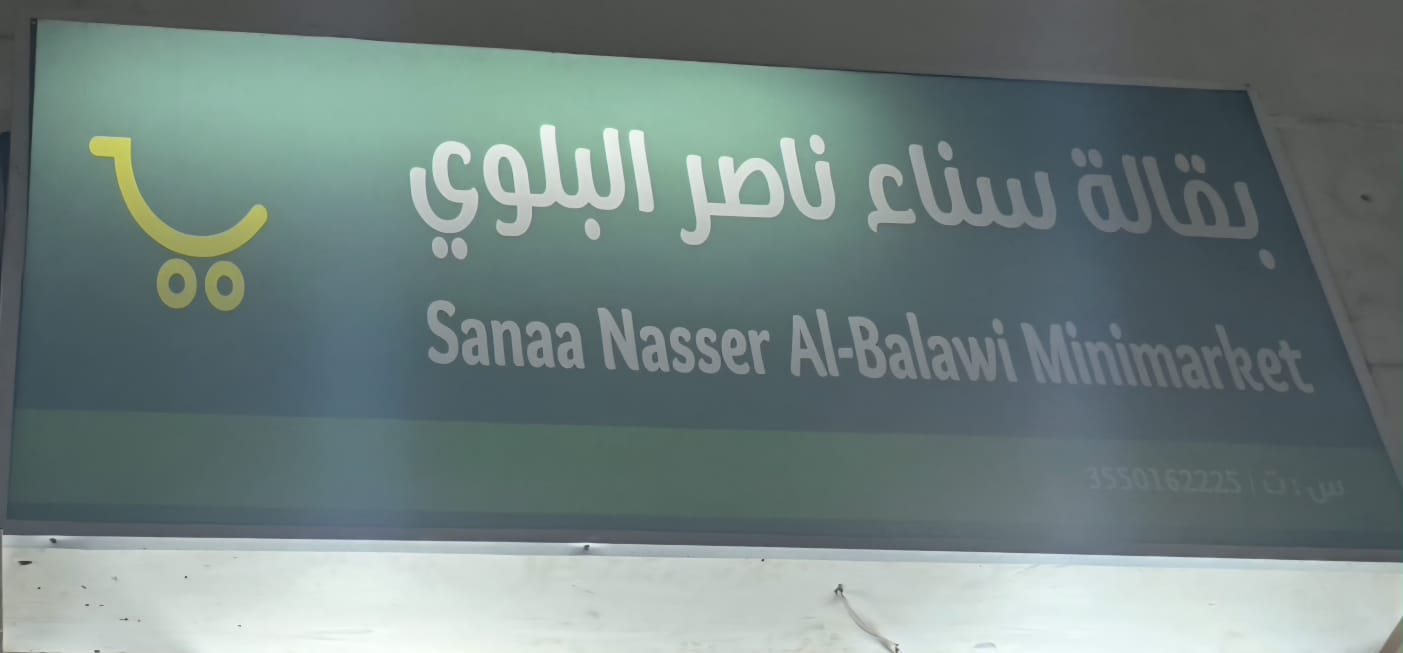 بقالة سناء ناصر البلوي
Sanaa Nasser Al-Balawi Minimarket
س : ت | 3550162225